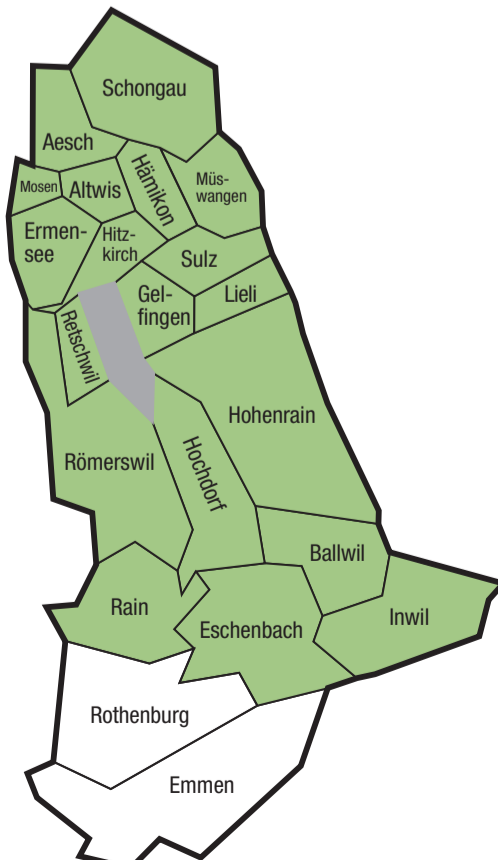 Schongau
Aesch
Hämikon
Mosen
Altwis
Müs-
wangen
Ermen-
see
Hitz-
kirch
Sulz
Gel-
fingen
Lieli
Retschwil
Hohenrain
Römerswil
Hochdorf
Ballwil
Rain
Eschenbach
Inwil
Rothenburg
Emmen